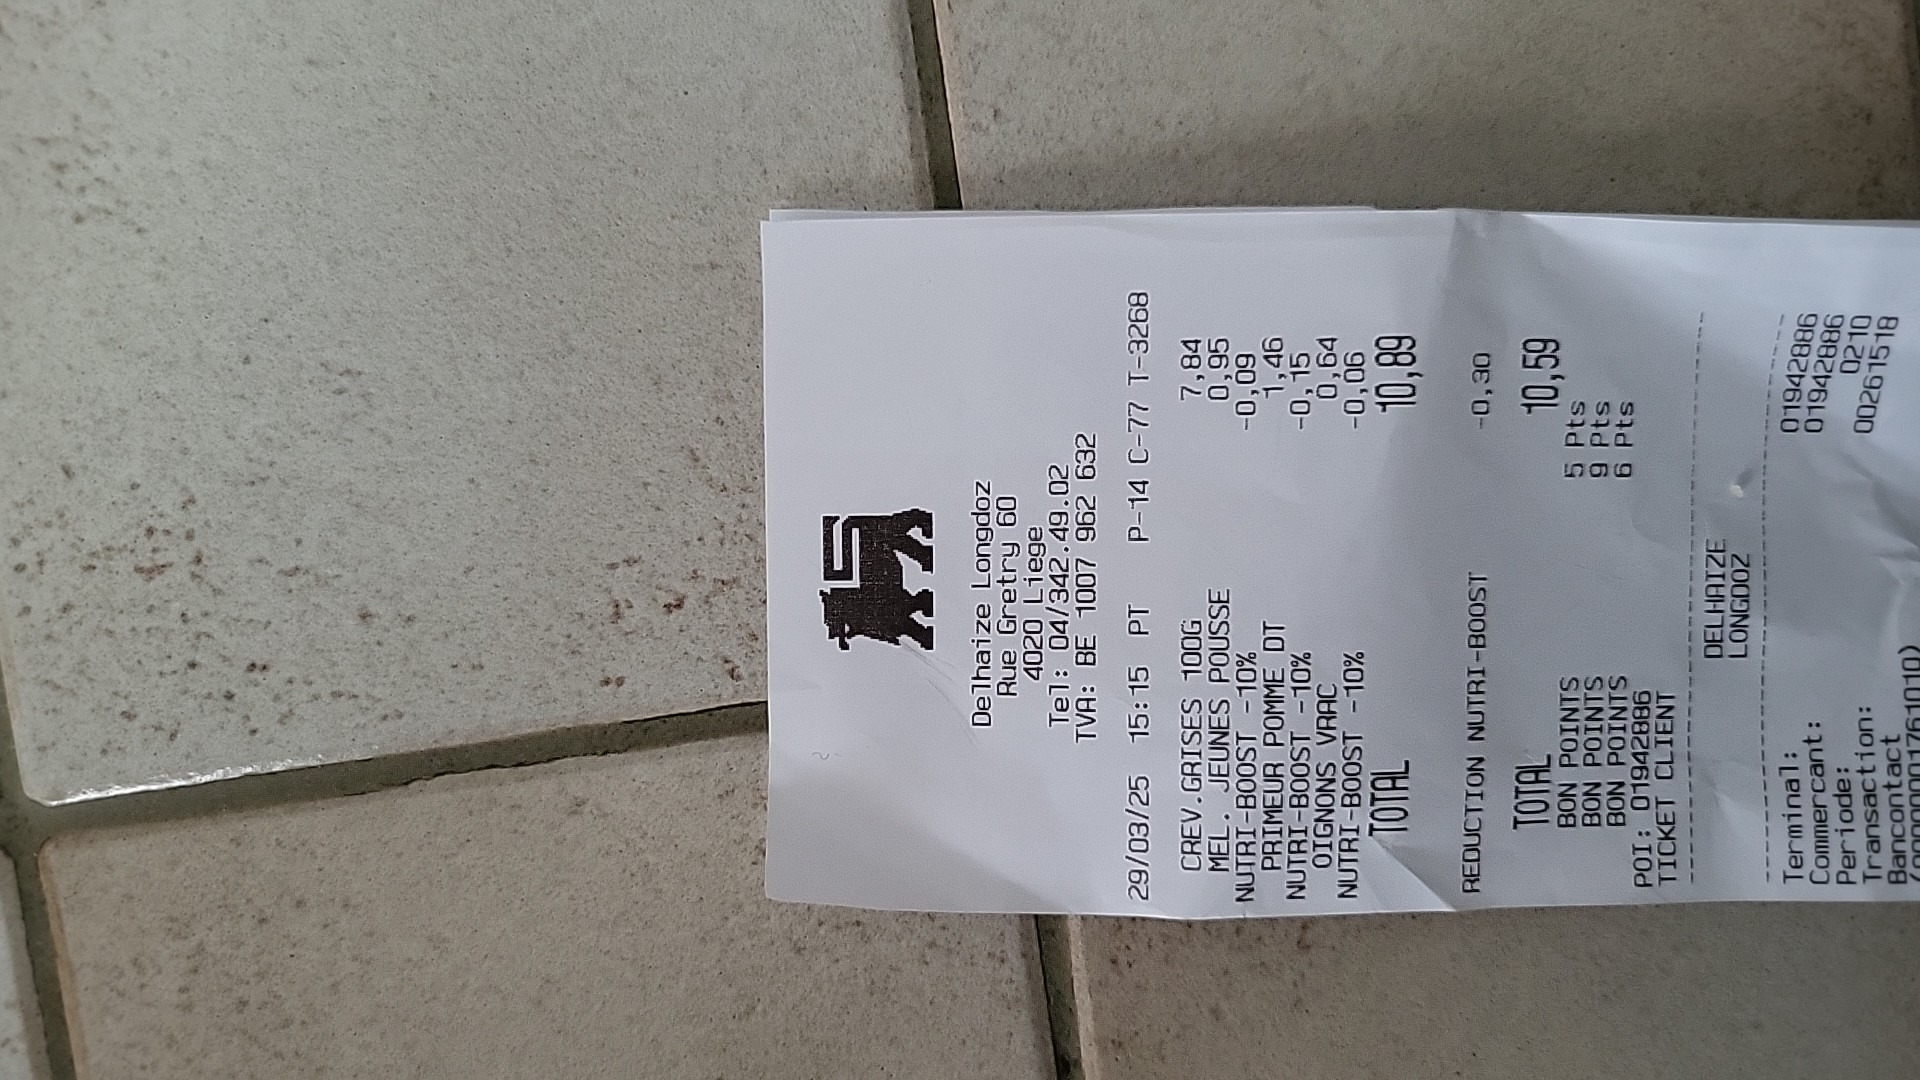 Delhaize Longdoz
Rue Gretry 60
4020 Liege
Tel: 04/342.49.02
TVA: BE 1007 962 632
29/03/25 15:15 PT P-14 C-77 T-3268
CREV.GRISES 100G 7,84
MEL. JEUNES POUSSE 0,95
NUTRI-BOOST -10% -0,09
PRIMEUR POMME DT 1,46
NUTRI-BOOST -10% -0,15
OIGNONS VRAC 0,64
NUTRI-BOOST -10% -0,06
TOTAL 10,89
REDUCTION NUTRI-BOOST -0,30
TOTAL 10,59
BON POINTS 5 Pts
BON POINTS 9 Pts
BON POINTS 6 Pts
POI: 01942886
TICKET CLIENT
DELHAIZE
LONGDOZ
Terminal: 01942886
Commercant: 01942886
Periode: 0210
Transaction: 00261518
Bancontact